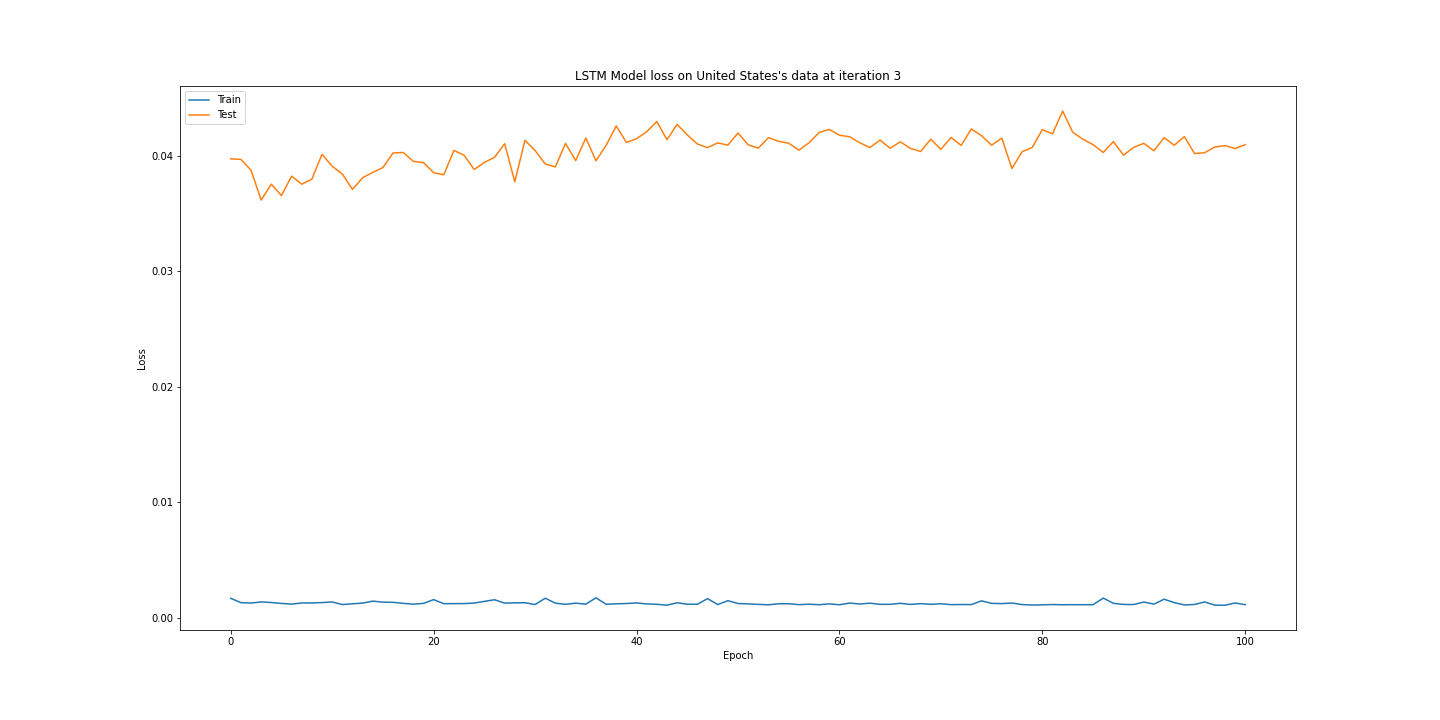 LSTM Model loss on United States's data at iteration 3
Train
Test
0.04
0.03
0.02
0.01
0.00
Loss
0 20 40 60 80 100
Epoch